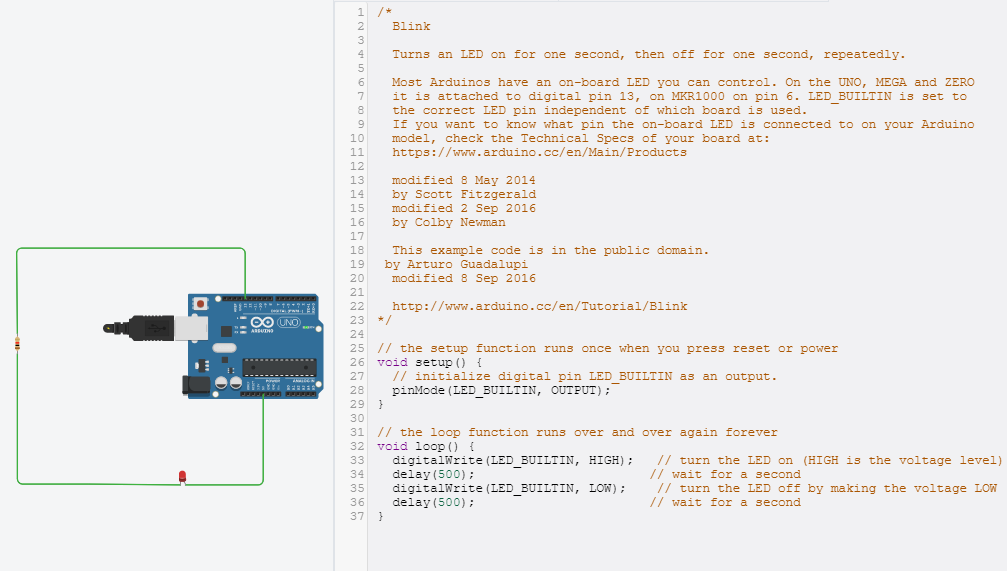 1 /*
2 Blink
3
4 Turns an LED on for one second, then off for one second, repeatedly.
5
6 Most Arduinos have an on-board LED you can control. On the UNO, MEGA and ZERO
7 it is attached to digital pin 13, on MKR1000 on pin 6. LED_BUILTIN is set to
8 the correct LED pin independent of which board is used.
9 If you want to know what pin the on-board LED is connected to on your Arduino
10 model, check the Technical Specs of your board at:
11 https://www.arduino.cc/en/Main/Products
12
13 modified 8 May 2014
14 by Scott Fitzgerald
15 modified 2 Sep 2016
16 by Colby Newman
17
18 This example code is in the public domain.
19 by Arturo Guadalupi
20 modified 8 Sep 2016
21
22 http://www.arduino.cc/en/Tutorial/Blink
23 */
24
25 // the setup function runs once when you press reset or power
26 void setup() {
27 // initialize digital pin LED_BUILTIN as an output.
28 pinMode(LED_BUILTIN, OUTPUT);
29 }
30
31 // the loop function runs over and over again forever
32 void loop() {
33 digitalWrite(LED_BUILTIN, HIGH); // turn the LED on (HIGH is the voltage level)
34 delay(500); // wait for a second
35 digitalWrite(LED_BUILTIN, LOW); // turn the LED off by making the voltage LOW
36 delay(500); // wait for a second
37 }
DIGITAL (PWM~)
UNO
ARDUINO
POWER
ANALOG IN